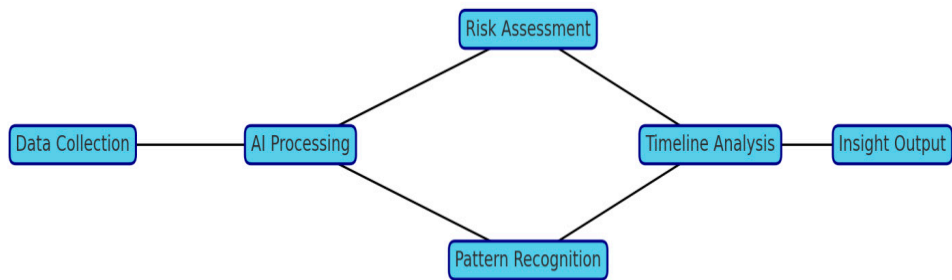 Risk Assessment
Data Collection
AI Processing
Timeline Analysis
Insight Output
Pattern Recognition